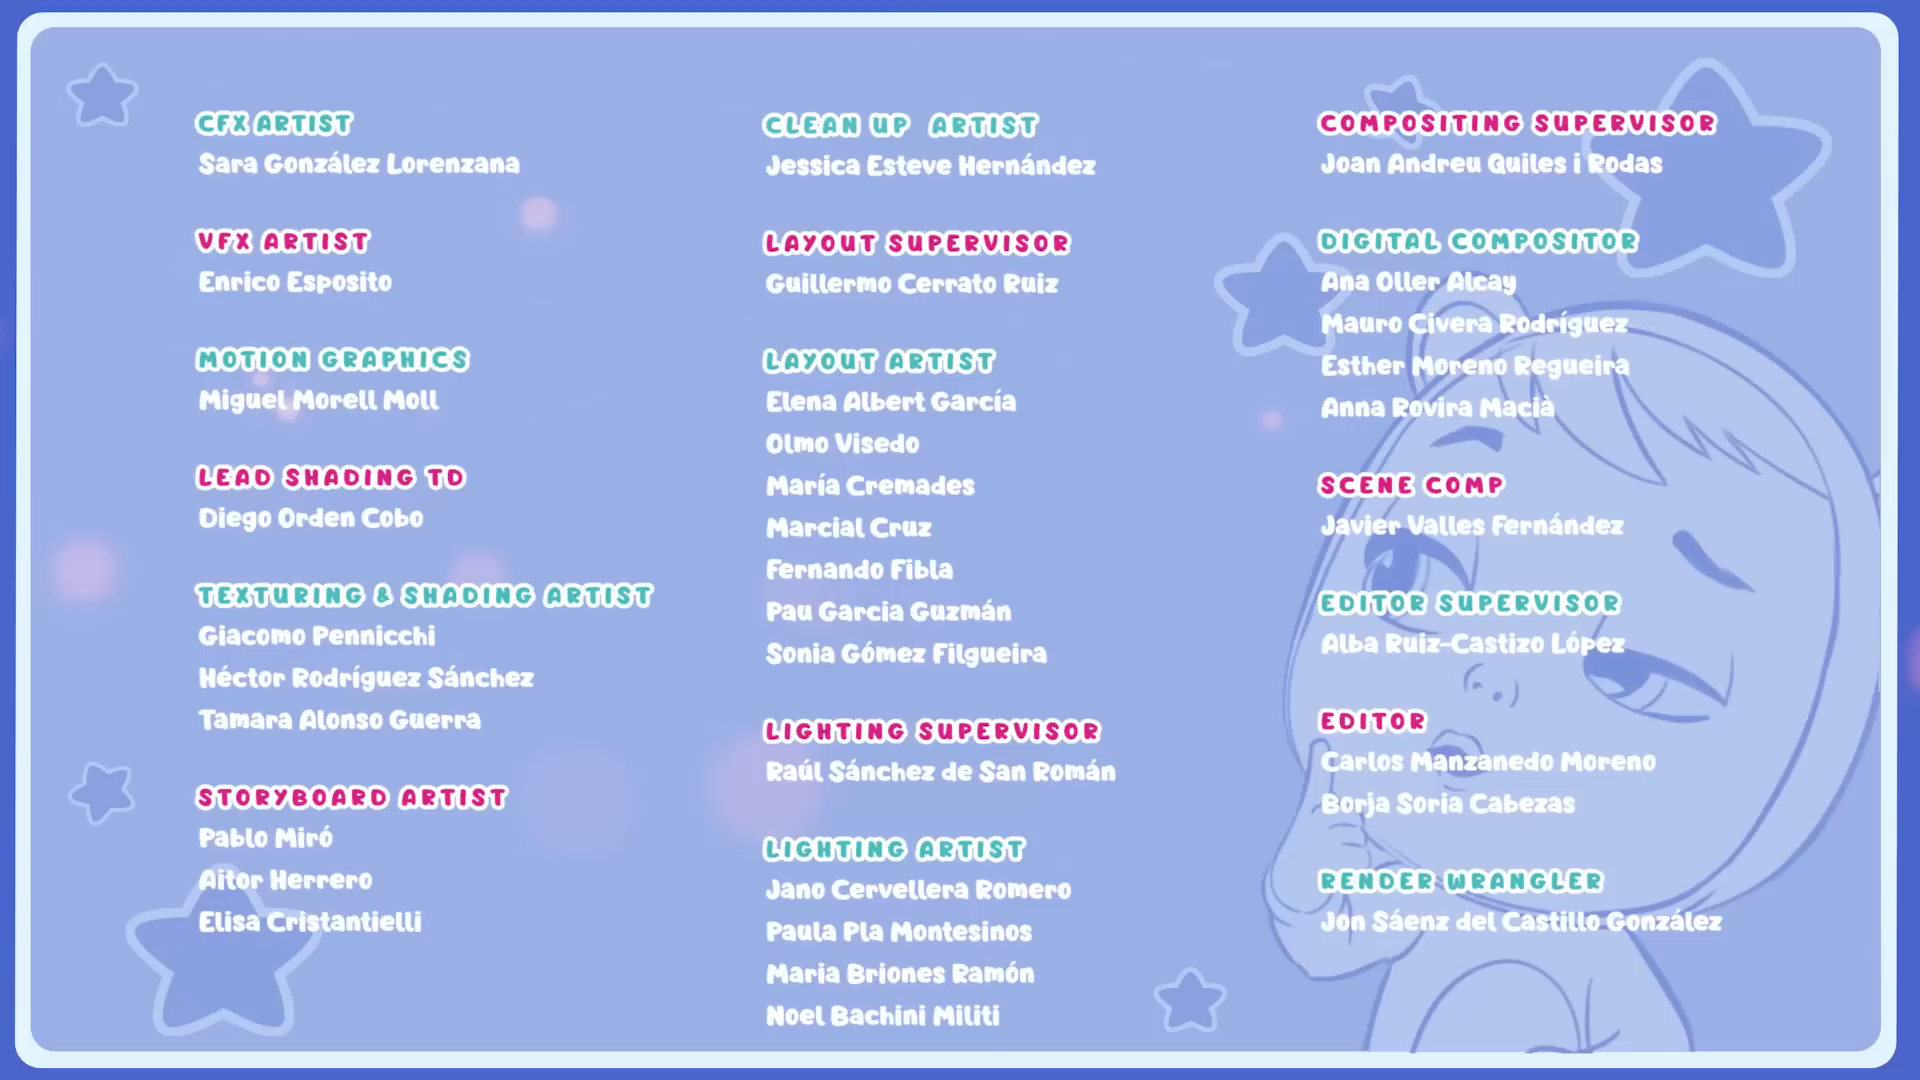 CFX ARTIST
Sara González Lorenzana
VFX ARTIST
Enrico Esposito
MOTION GRAPHICS
Miguel Morell Moll
LEAD SHADING TD
Diego Orden Cobo
TEXTURING & SHADING ARTIST
Giacomo Pennicchi
Héctor Rodríguez Sánchez
Tamara Alonso Guerra
STORYBOARD ARTIST
Pablo Miró
Aitor Herrero
Elisa Cristantielli
CLEAN UP ARTIST
Jessica Esteve Hernández
LAYOUT SUPERVISOR
Guillermo Cerrato Ruiz
LAYOUT ARTIST
Elena Albert García
Olmo Visedo
María Cremades
Marcial Cruz
Fernando Fibla
Pau Garcia Guzmán
Sonia Gómez Filgueira
LIGHTING SUPERVISOR
Raúl Sánchez de San Román
LIGHTING ARTIST
Jano Cervellera Romero
Paula Pla Montesinos
Maria Briones Ramón
Noel Bachini Militi
COMPOSITING SUPERVISOR
Joan Andreu Quiles i Rodas
DIGITAL COMPOSITOR
Ana Oller Alcay
Mauro Civera Rodríguez
Esther Moreno Regueira
Anna Rovira Macià
SCENE COMP
Javier Valles Fernández
EDITOR SUPERVISOR
Alba Ruiz-Castizo López
EDITOR
Carlos Manzanedo Moreno
Borja Soria Cabezas
RENDER WRANGLER
Jon Sáenz del Castillo González